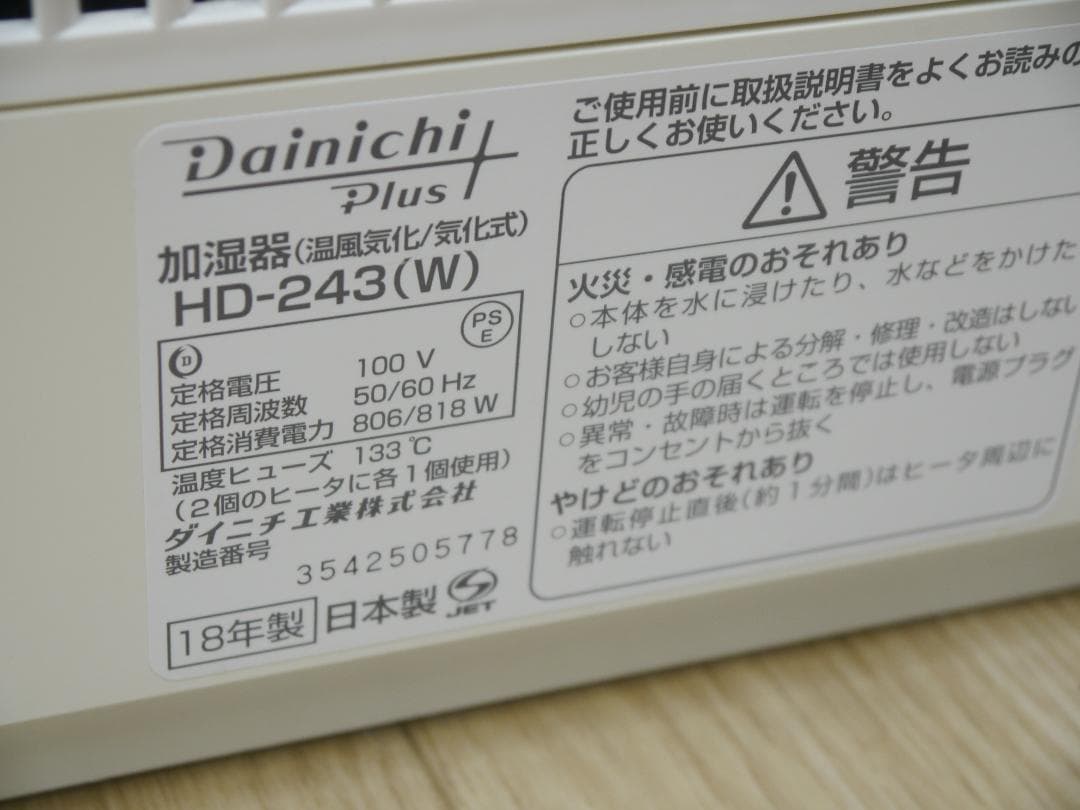 Dainichi
Plus
加湿器(温風気化/気化式)
HD-243(W)
D
PS
E
定格電圧 100 V
定格周波数 50/60 Hz
定格消費電力 806/818 W
温度ヒューズ 133℃
(2個のヒータに各1個使用)
ダイニチ工業株式会社
製造番号
3542505778
18年製 日本製 JET
ご使用前に取扱説明書をよくお読みの
正しくお使いください。
警告
火災・感電のおそれあり
○本体を水に浸けたり、水などをかけた
しない
○お客様自身による分解・修理・改造はしない
○幼児の手の届くところでは使用しない
○異常・故障時は運転を停止し、電源プラグ
をコンセントから抜く
やけどのおそれあり
○運転停止直後(約1分間)はヒータ周辺に
触れない